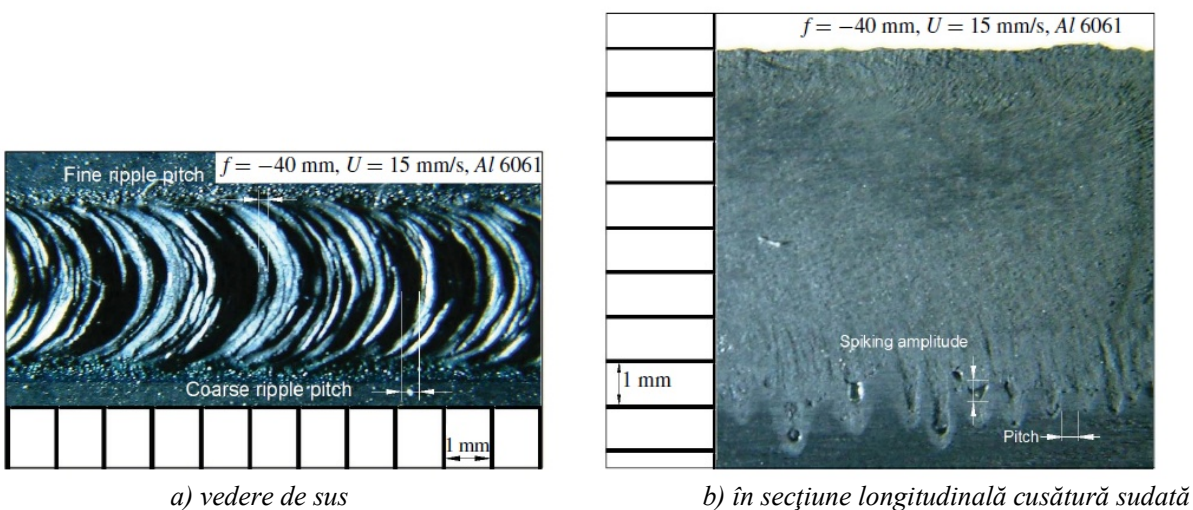 f = −40 mm, U = 15 mm/s, Al 6061
Fine ripple pitch
Coarse ripple pitch
1 mm
a) vedere de sus
f = −40 mm, U = 15 mm/s, Al 6061
Spiking amplitude
1 mm
Pitch
b) în secţiune longitudinală cusătură sudată